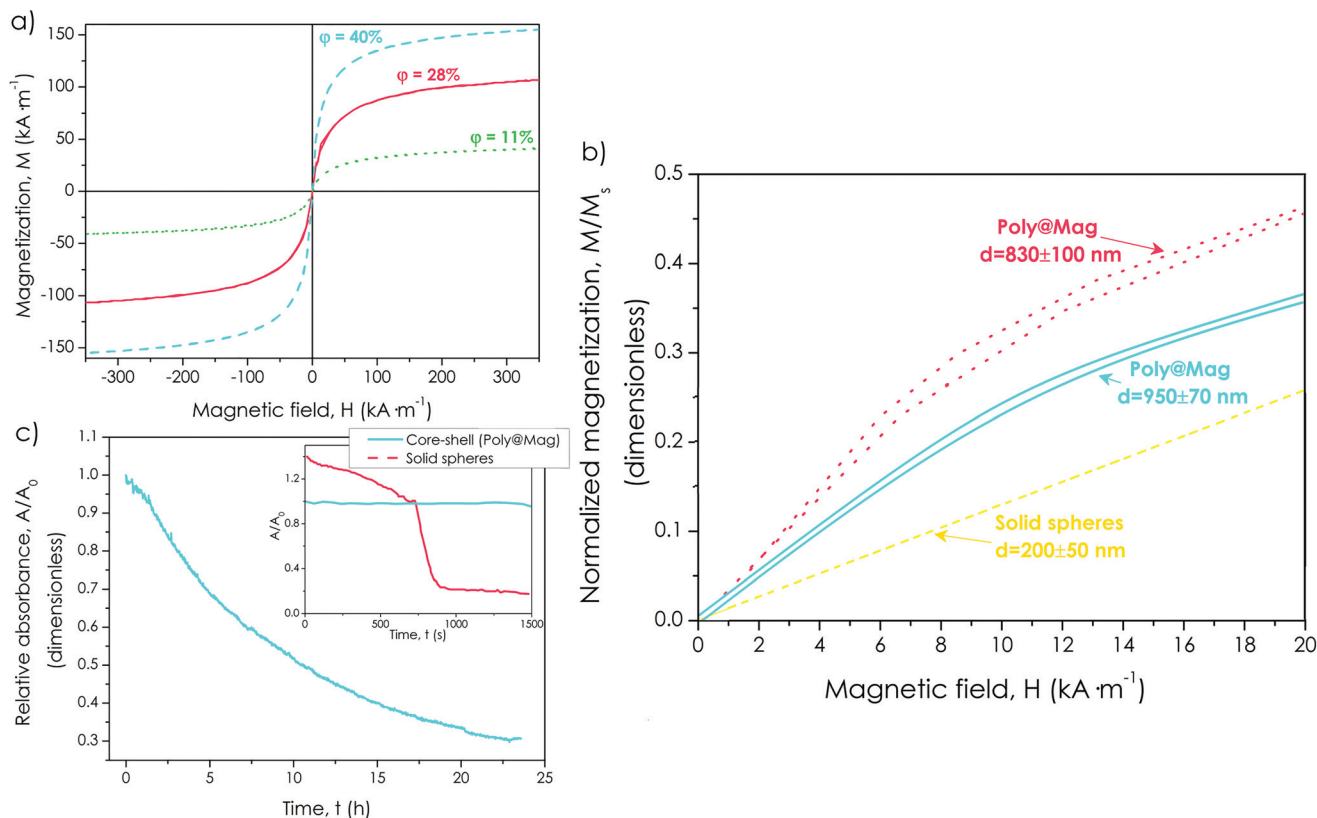 a)
Magnetization, M (kA·m⁻¹)
150
100
50
0
-50
-100
-150
φ = 40%
φ = 28%
φ = 11%
-300 -200 -100 0 100 200 300
Magnetic field, H (kA·m⁻¹)
b)
Normalized magnetization, M/Mₛ
(dimensionless)
0.5
0.4
0.3
0.2
0.1
0.0
Poly@Mag
d=830±100 nm
Poly@Mag
d=950±70 nm
Solid spheres
d=200±50 nm
0 2 4 6 8 10 12 14 16 18 20
Magnetic field, H (kA·m⁻¹)
c)
Relative absorbance, A/A₀
(dimensionless)
1.1
1.0
0.9
0.8
0.7
0.6
0.5
0.4
0.3
Core-shell (Poly@Mag)
Solid spheres
A/A₀
1.2
0.8
0.4
0.0
0 500 1000 1500
Time, t (s)
0 5 10 15 20 25
Time, t (h)